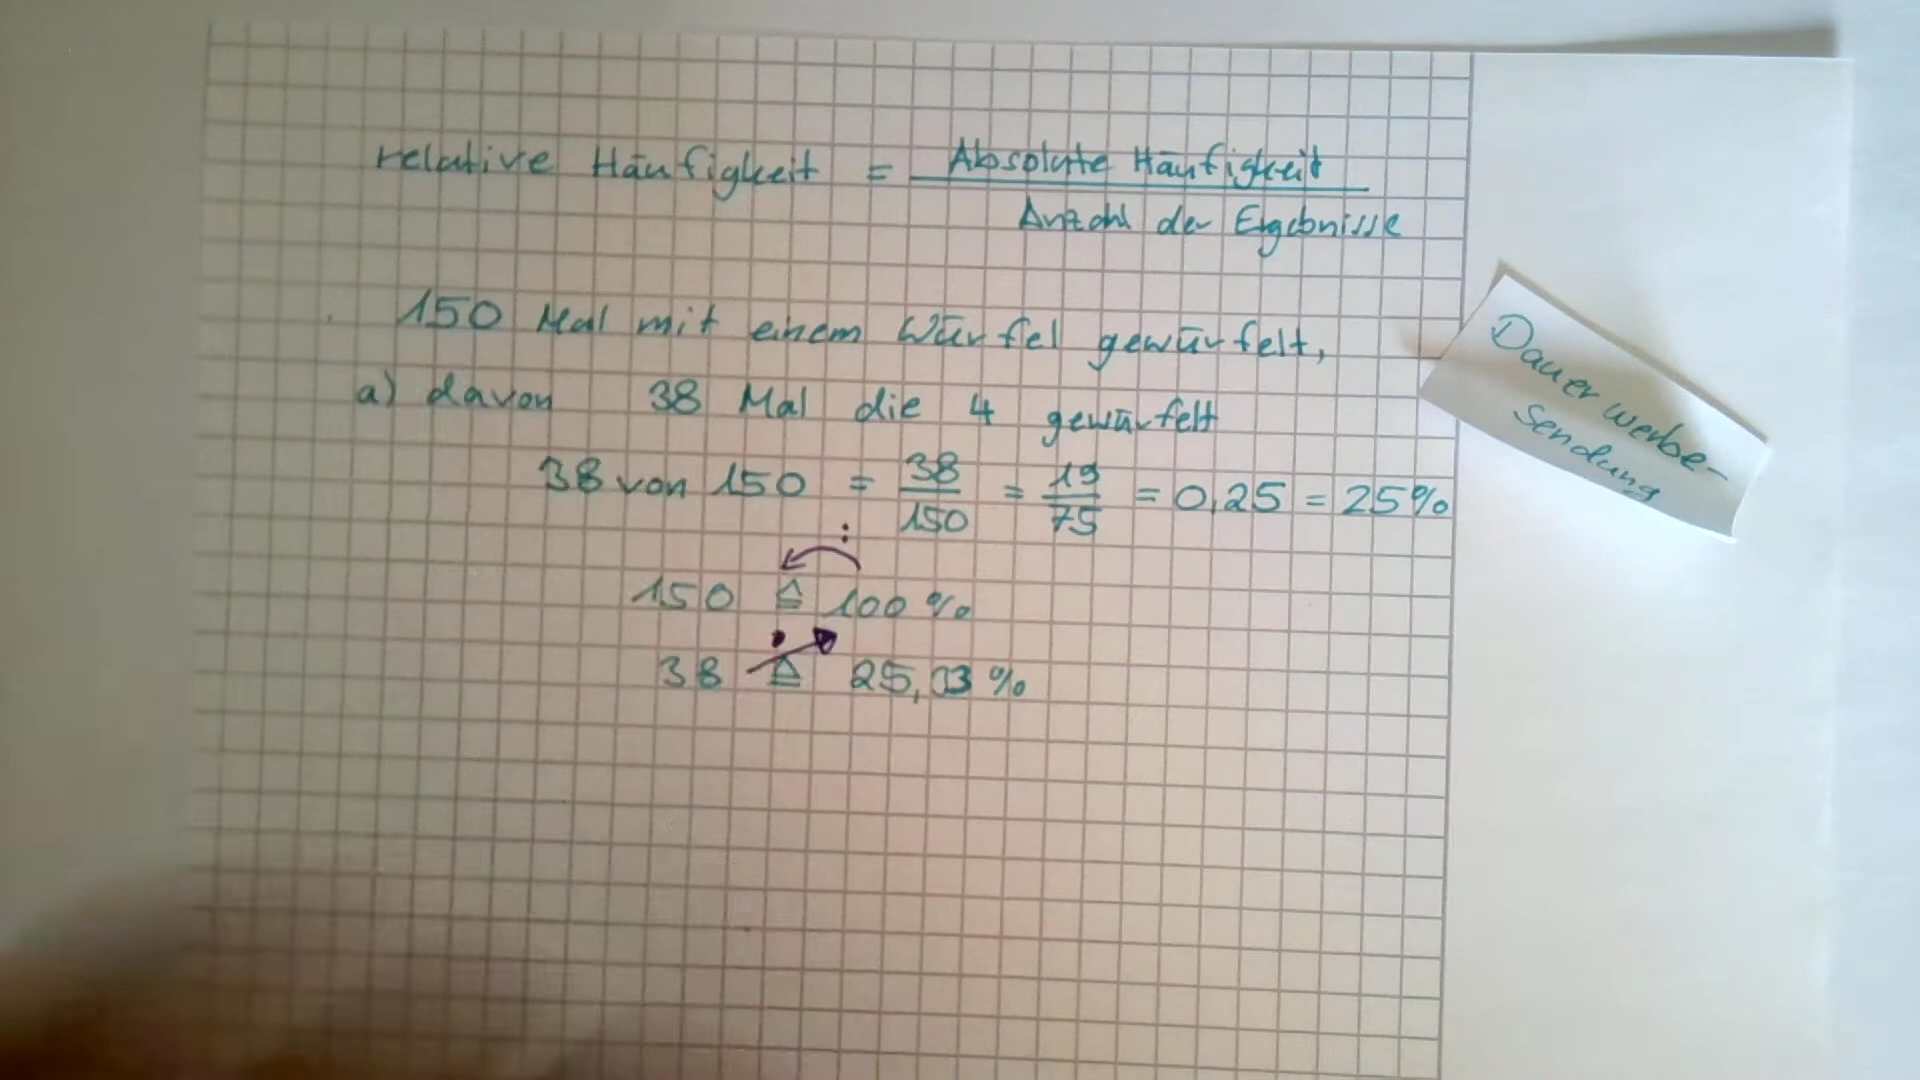 relative Häufigkeit = Absolute Häufigkeit / Anzahl der Ergebnisse
150 Mal mit einem Würfel gewürfelt,
a) davon 38 Mal die 4 gewürfelt
38 von 150 = 38/150 = 19/75 = 0,25 = 25%
:
150 ≙ 100%
·
38 ≙ 25,33%
Dauerwerbe-
Sendung